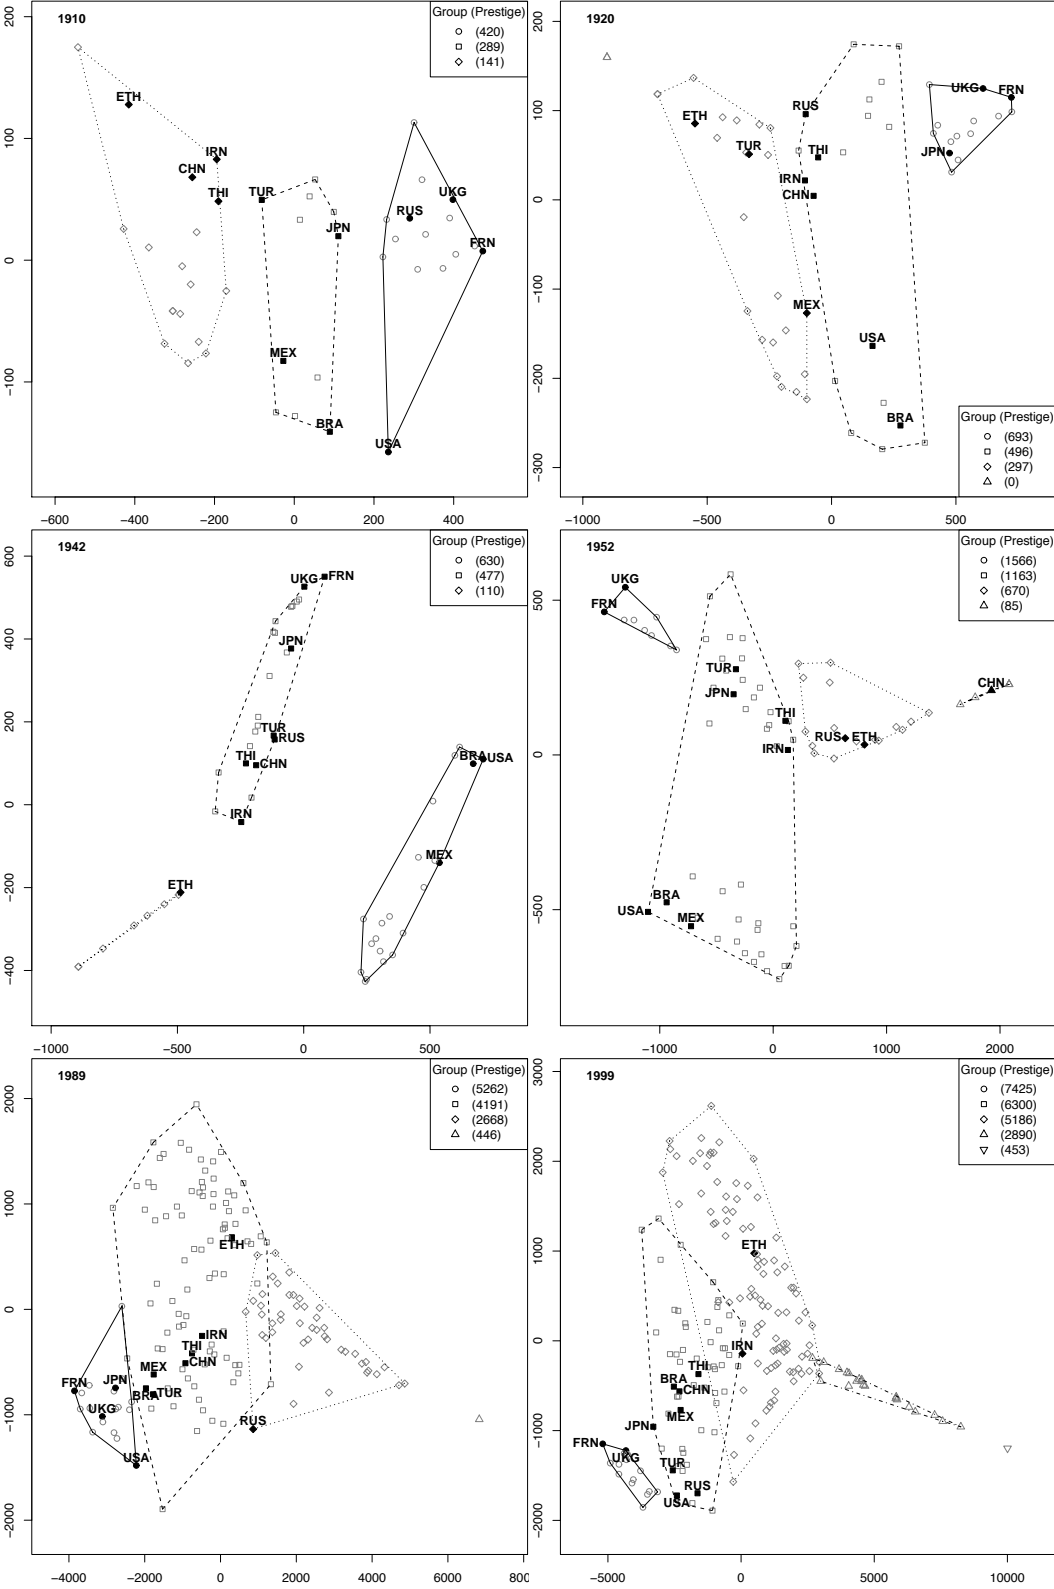 1910
Group (Prestige)
(420)
(289)
(141)
ETH
IRN
CHN
THI
TUR
JPN
MEX
BRA
RUS
UKG
FRN
USA
200
100
0
−100
−600
−400
−200
0
200
400
1920
UKG
FRN
JPN
RUS
ETH
TUR
THI
IRN
CHN
MEX
USA
BRA
Group (Prestige)
(693)
(496)
(297)
(0)
200
100
0
−100
−200
−300
−1000
−500
0
500
1942
Group (Prestige)
(630)
(477)
(110)
UKG
FRN
JPN
TUR
RUS
THI
CHN
IRN
BRA
USA
MEX
ETH
600
400
200
0
−200
−400
−1000
−500
0
500
1952
Group (Prestige)
(1566)
(1163)
(670)
(85)
UKG
FRN
TUR
JPN
THI
IRN
RUS
ETH
CHN
BRA
USA
MEX
500
0
−500
−1000
0
1000
2000
1989
Group (Prestige)
(5262)
(4191)
(2668)
(446)
ETH
IRN
THI
CHN
MEX
FRN
JPN
BRA
TUR
UKG
RUS
USA
2000
1000
0
−1000
−2000
−4000
−2000
0
2000
4000
6000
1999
Group (Prestige)
(7425)
(6300)
(5186)
(2890)
(453)
ETH
IRN
THI
BRA
CHN
MEX
JPN
FRN
UKG
TUR
RUS
USA
3000
2000
1000
0
−1000
−2000
−5000
0
5000
10000